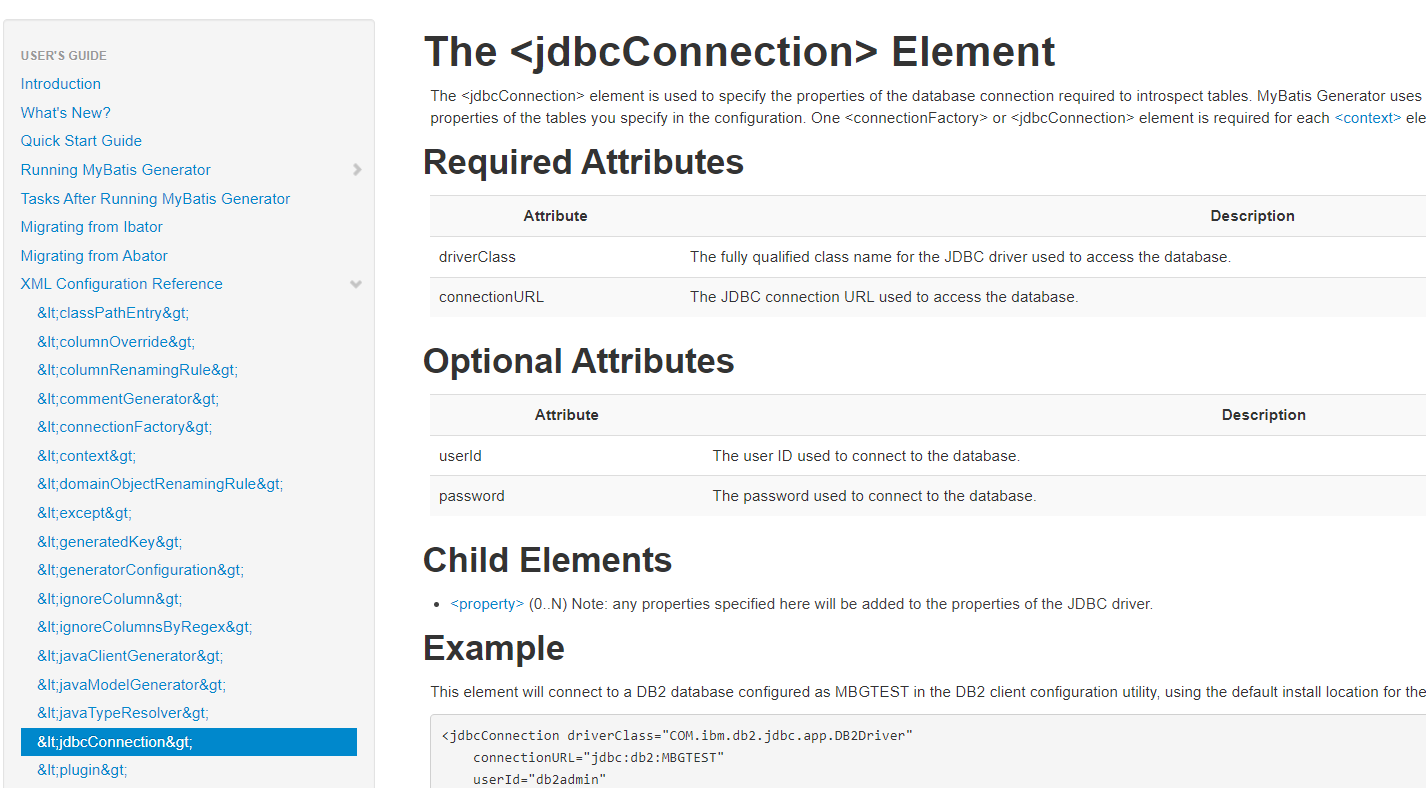 USER'S GUIDE
Introduction
What's New?
Quick Start Guide
Running MyBatis Generator
Tasks After Running MyBatis Generator
Migrating from Ibator
Migrating from Abator
XML Configuration Reference
&lt;classPathEntry&gt;
&lt;columnOverride&gt;
&lt;columnRenamingRule&gt;
&lt;commentGenerator&gt;
&lt;connectionFactory&gt;
&lt;context&gt;
&lt;domainObjectRenamingRule&gt;
&lt;except&gt;
&lt;generatedKey&gt;
&lt;generatorConfiguration&gt;
&lt;ignoreColumn&gt;
&lt;ignoreColumnsByRegex&gt;
&lt;javaClientGenerator&gt;
&lt;javaModelGenerator&gt;
&lt;javaTypeResolver&gt;
&lt;jdbcConnection&gt;
&lt;plugin&gt;
The <jdbcConnection> Element
The <jdbcConnection> element is used to specify the properties of the database connection required to introspect tables. MyBatis Generator uses
properties of the tables you specify in the configuration. One <connectionFactory> or <jdbcConnection> element is required for each <context> ele
Required Attributes
Attribute Description
driverClass The fully qualified class name for the JDBC driver used to access the database.
connectionURL The JDBC connection URL used to access the database.
Optional Attributes
Attribute Description
userId The user ID used to connect to the database.
password The password used to connect to the database.
Child Elements
• <property> (0..N) Note: any properties specified here will be added to the properties of the JDBC driver.
Example
This element will connect to a DB2 database configured as MBGTEST in the DB2 client configuration utility, using the default install location for the
<jdbcConnection driverClass="COM.ibm.db2.jdbc.app.DB2Driver"
connectionURL="jdbc:db2:MBGTEST"
userId="db2admin"